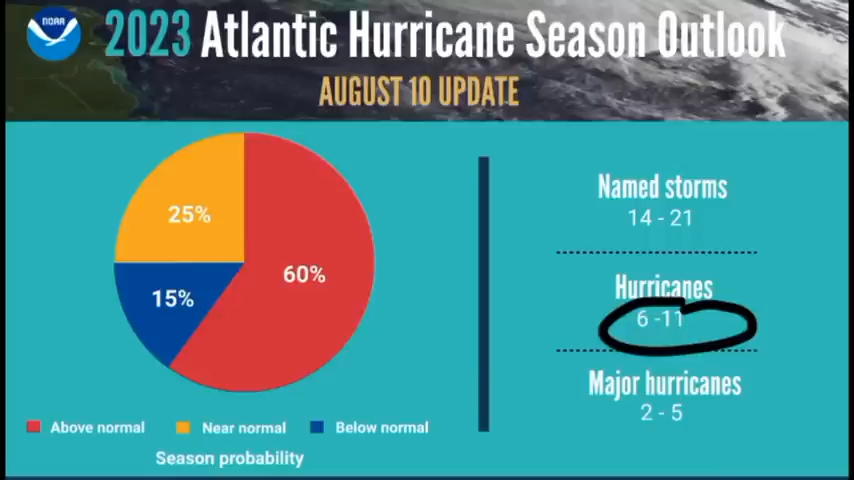 NOAA
2023 Atlantic Hurricane Season Outlook
AUGUST 10 UPDATE
25%
60%
15%
Above normal
Near normal
Below normal
Season probability
Named storms
14 - 21
Hurricanes
6 -11
Major hurricanes
2 - 5